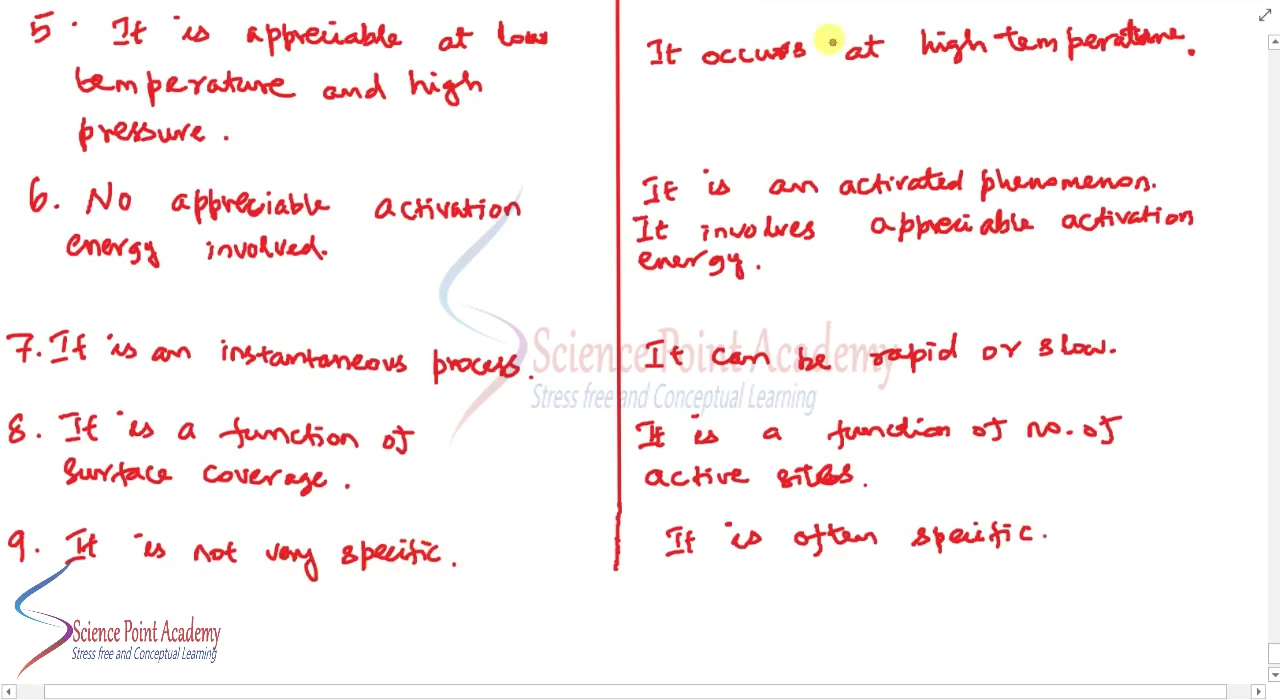 5. It is appreciable at low
temperature and high
pressure.
It occurs at high temperature.
6. No appreciable activation
energy involved.
It is an activated phenomenon.
It involves appreciable activation
energy.
7. It is an instantaneous process.
It can be rapid or slow.
8. It is a function of
surface coverage.
It is a function of no. of
active sites.
9. It is not very specific.
It is often specific.
Science Point Academy
Stress free and Conceptual Learning
Science Point Academy
Stress free and Conceptual Learning